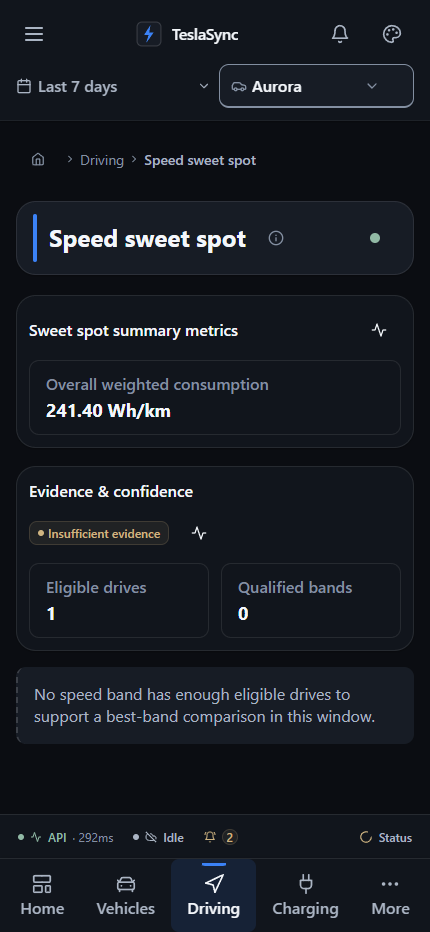 TeslaSync
Last 7 days
Aurora
Driving
Speed sweet spot
Speed sweet spot
Sweet spot summary metrics
Overall weighted consumption
241.40 Wh/km
Evidence & confidence
Insufficient evidence
Eligible drives
1
Qualified bands
0
No speed band has enough eligible drives to
support a best-band comparison in this window.
API · 292ms
Idle
2
Status
Home
Vehicles
Driving
Charging
More